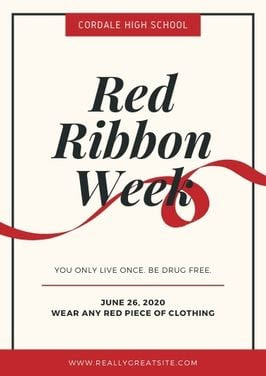 CORDALE HIGH SCHOOL
Red
Ribbon
Week
YOU ONLY LIVE ONCE. BE DRUG FREE.
JUNE 26, 2020
WEAR ANY RED PIECE OF CLOTHING
WWW.REALLYGREATSITE.COM